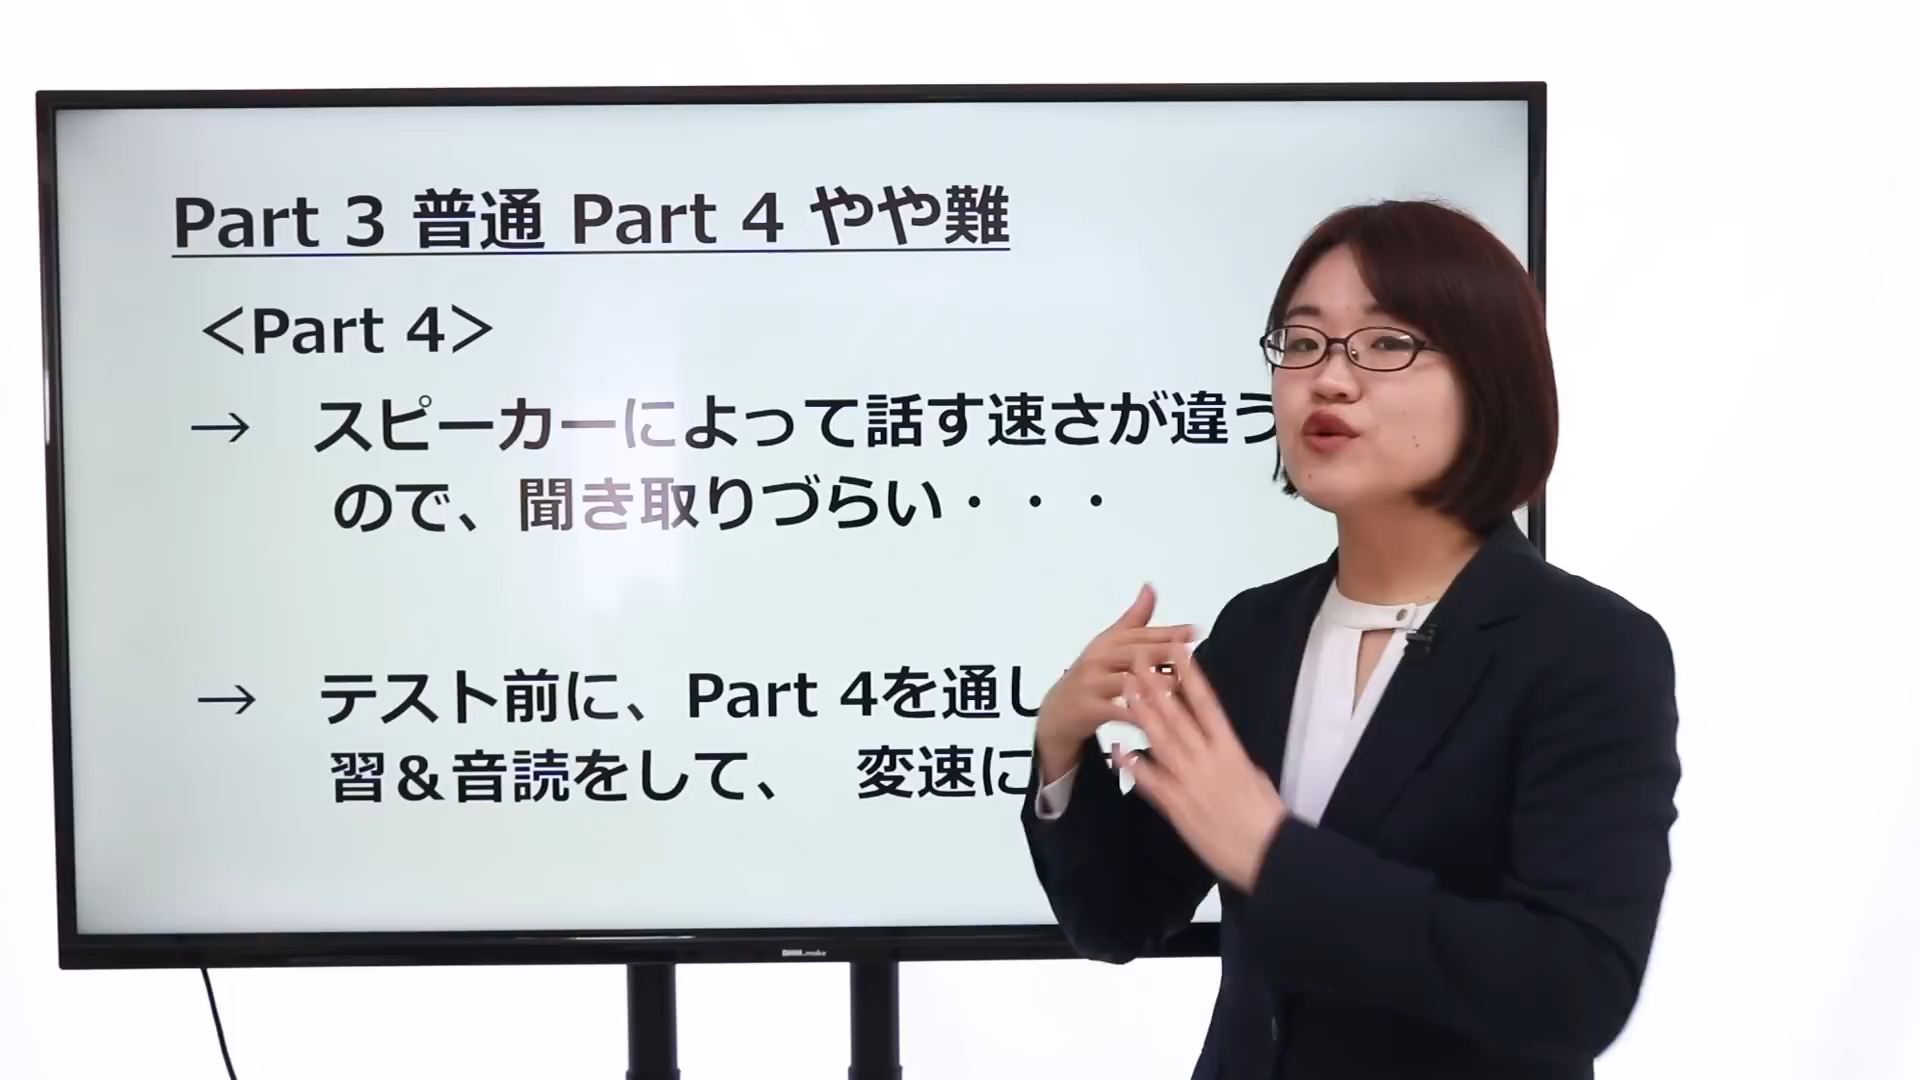 Part 3 普通 Part 4 やや難
＜Part 4＞
→ スピーカーによって話す速さが違う
ので、聞き取りづらい・・・
→ テスト前に、Part 4を通し
習＆音読をして、 変速に
DMM.make